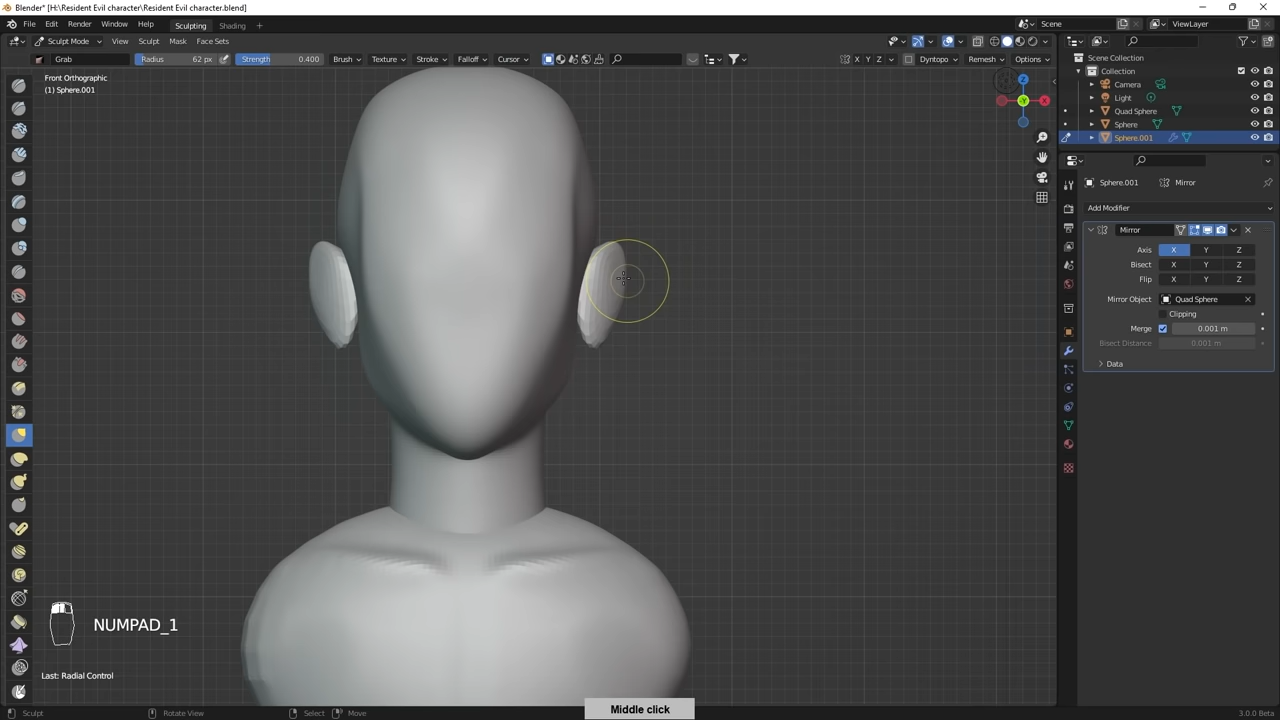 Blender* [H:\Resident Evil character\Resident Evil character.blend]
File Edit Render Window Help Sculpting Shading + Scene ViewLayer
Sculpt Mode View Sculpt Mask Face Sets
Grab Radius 62 px Strength 0.400 Brush Texture Stroke Falloff Cursor X Y Z Dyntopo Remesh Options
Front Orthographic
(1) Sphere.001
Z
Y
X
Scene Collection
Collection
Camera
Light
Quad Sphere
Sphere
Sphere.001
Sphere.001 Mirror
Add Modifier
Mirror
Axis X Y Z
Bisect X Y Z
Flip X Y Z
Mirror Object Quad Sphere
Clipping
Merge 0.001 m
Bisect Distance 0.001 m
Data
NUMPAD_1
Last: Radial Control
Middle click
Sculpt Rotate View Select Move 3.0.0 Beta